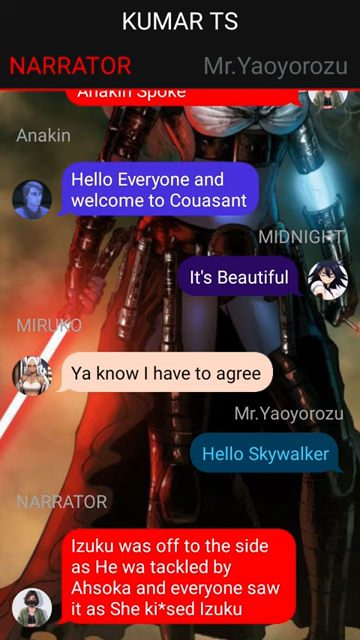 KUMAR TS
NARRATOR Mr.Yaoyorozu
Anakin Spoke
Anakin
Hello Everyone and
welcome to Couasant
MIDNIGHT
It's Beautiful
MIRUKO
Ya know I have to agree
Mr.Yaoyorozu
Hello Skywalker
NARRATOR
Izuku was off to the side
as He wa tackled by
Ahsoka and everyone saw
it as She ki*sed Izuku